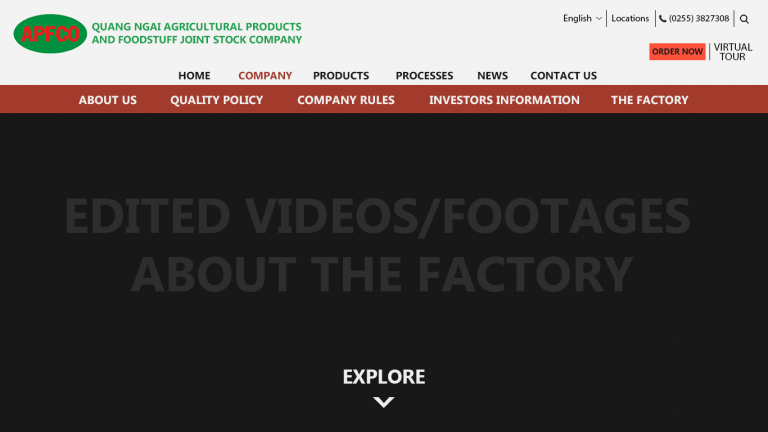 APFCO
QUANG NGAI AGRICULTURAL PRODUCTS
AND FOODSTUFF JOINT STOCK COMPANY
English
Locations
(0255) 3827308
ORDER NOW
VIRTUAL
TOUR
HOME COMPANY PRODUCTS PROCESSES NEWS CONTACT US
ABOUT US QUALITY POLICY COMPANY RULES INVESTORS INFORMATION THE FACTORY
EDITED VIDEOS/FOOTAGES
ABOUT THE FACTORY
EXPLORE